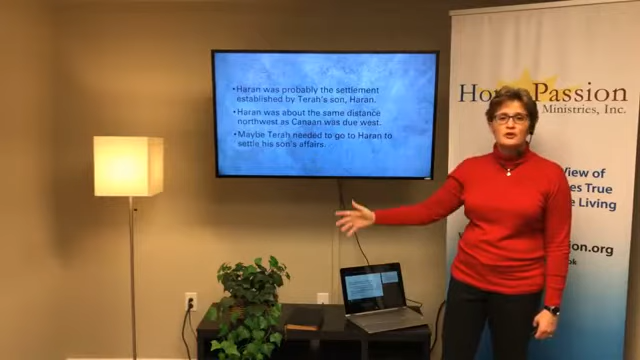 •Haran was probably the settlement
established by Terah's son, Haran.
•Haran was about the same distance
northwest as Canaan was due west.
•Maybe Terah needed to go to Haran to
settle his son's affairs.
Passion
Ministries, Inc.
View of
es True
Living
on.org